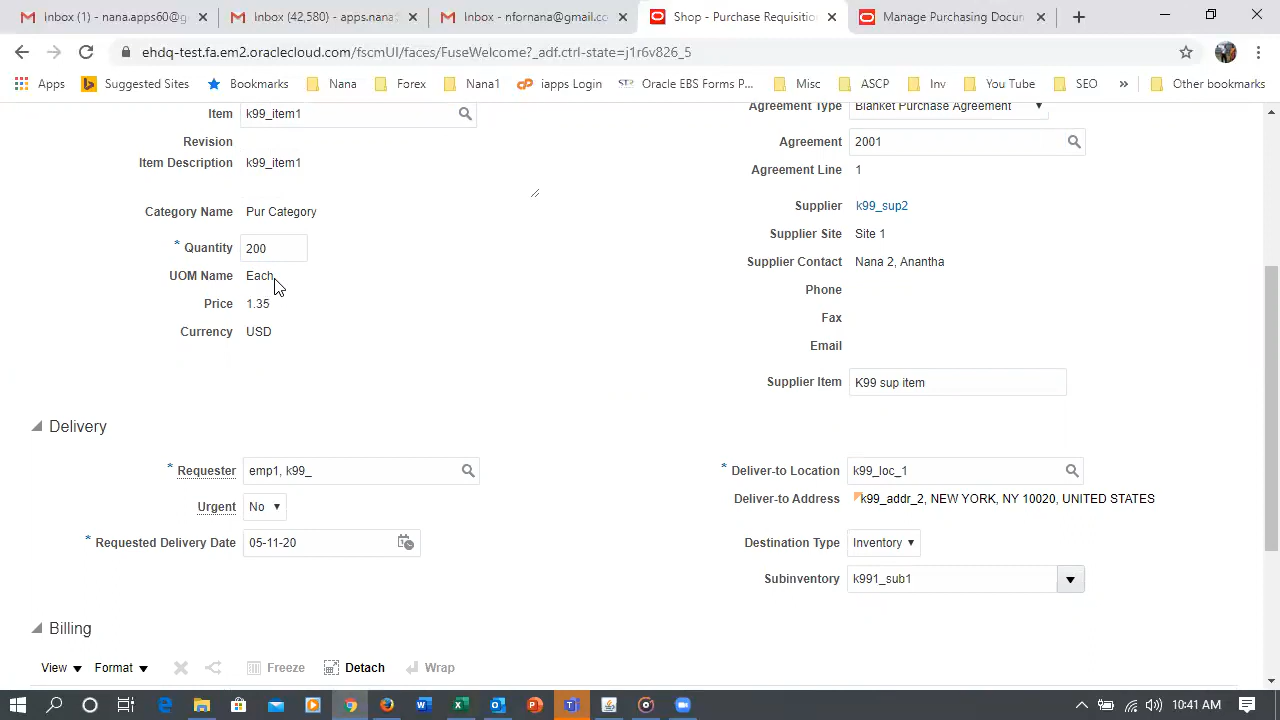 Inbox (1) - nana.apps05@g
Inbox (42,580) - apps.nana
Inbox - nfornana@gmail.co
Shop - Purchase Requisitio
Manage Purchasing Docum
ehdq-test.fa.em2.oraclecloud.com/fscmUI/faces/FuseWelcome?_adf.ctrl-state=j1r6v826_5
Apps
Suggested Sites
Bookmarks
Nana
Forex
Nana1
iapps Login
Oracle EBS Forms P...
Misc
ASCP
Inv
You Tube
SEO
»
Other bookmarks
Item k99_item1
Agreement Type Blanket Purchase Agreement
Revision
Agreement 2001
Item Description k99_item1
Agreement Line 1
Category Name Pur Category
Supplier k99_sup2
* Quantity 200
Supplier Site Site 1
UOM Name Each
Supplier Contact Nana 2, Anantha
Price 1.35
Phone
Currency USD
Fax
Email
Supplier Item K99 sup item
Delivery
* Requester emp1, k99_
* Deliver-to Location k99_loc_1
Urgent No
Deliver-to Address k99_addr_2, NEW YORK, NY 10020, UNITED STATES
* Requested Delivery Date 05-11-20
Destination Type Inventory
Subinventory k991_sub1
Billing
View Format Freeze Detach Wrap
10:41 AM